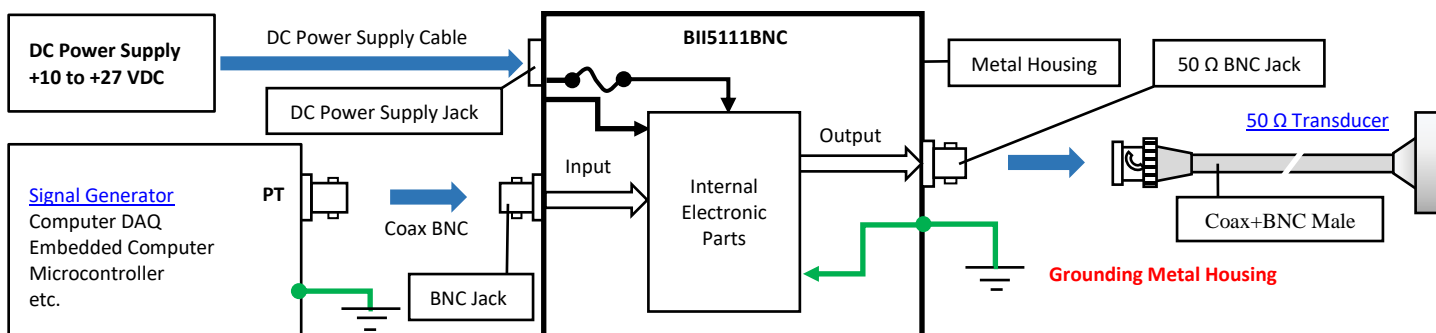 DC Power Supply
+10 to +27 VDC
DC Power Supply Cable
DC Power Supply Jack
BII5111BNC
Metal Housing
50 Ω BNC Jack
50 Ω Transducer
Signal Generator
Computer DAQ
Embedded Computer
Microcontroller
etc.
PT
Coax BNC
BNC Jack
Input
Internal
Electronic
Parts
Output
Coax+BNC Male
Grounding Metal Housing